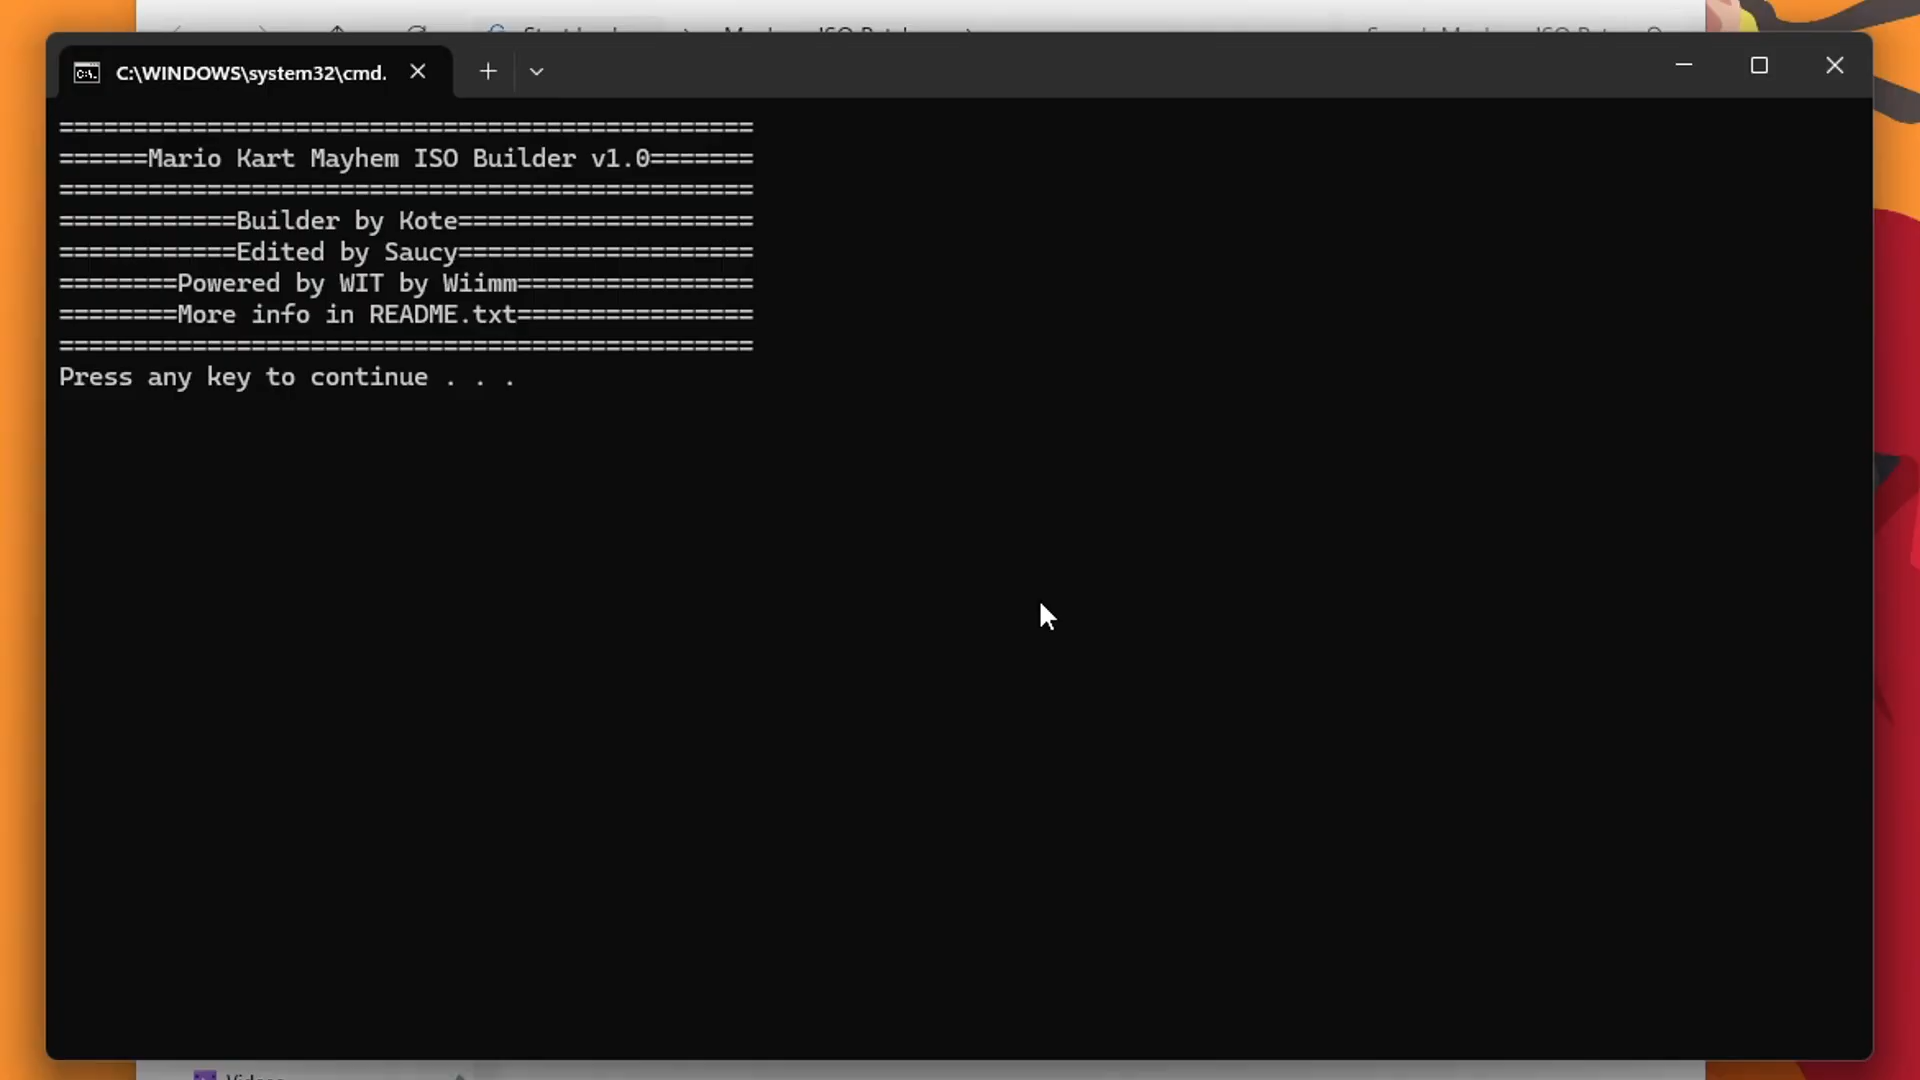 C:\WINDOWS\system32\cmd.
===============================================
======Mario Kart Mayhem ISO Builder v1.0=======
===============================================
============Builder by Kote====================
============Edited by Saucy====================
========Powered by WIT by Wiimm================
========More info in README.txt================
===============================================
Press any key to continue . . .